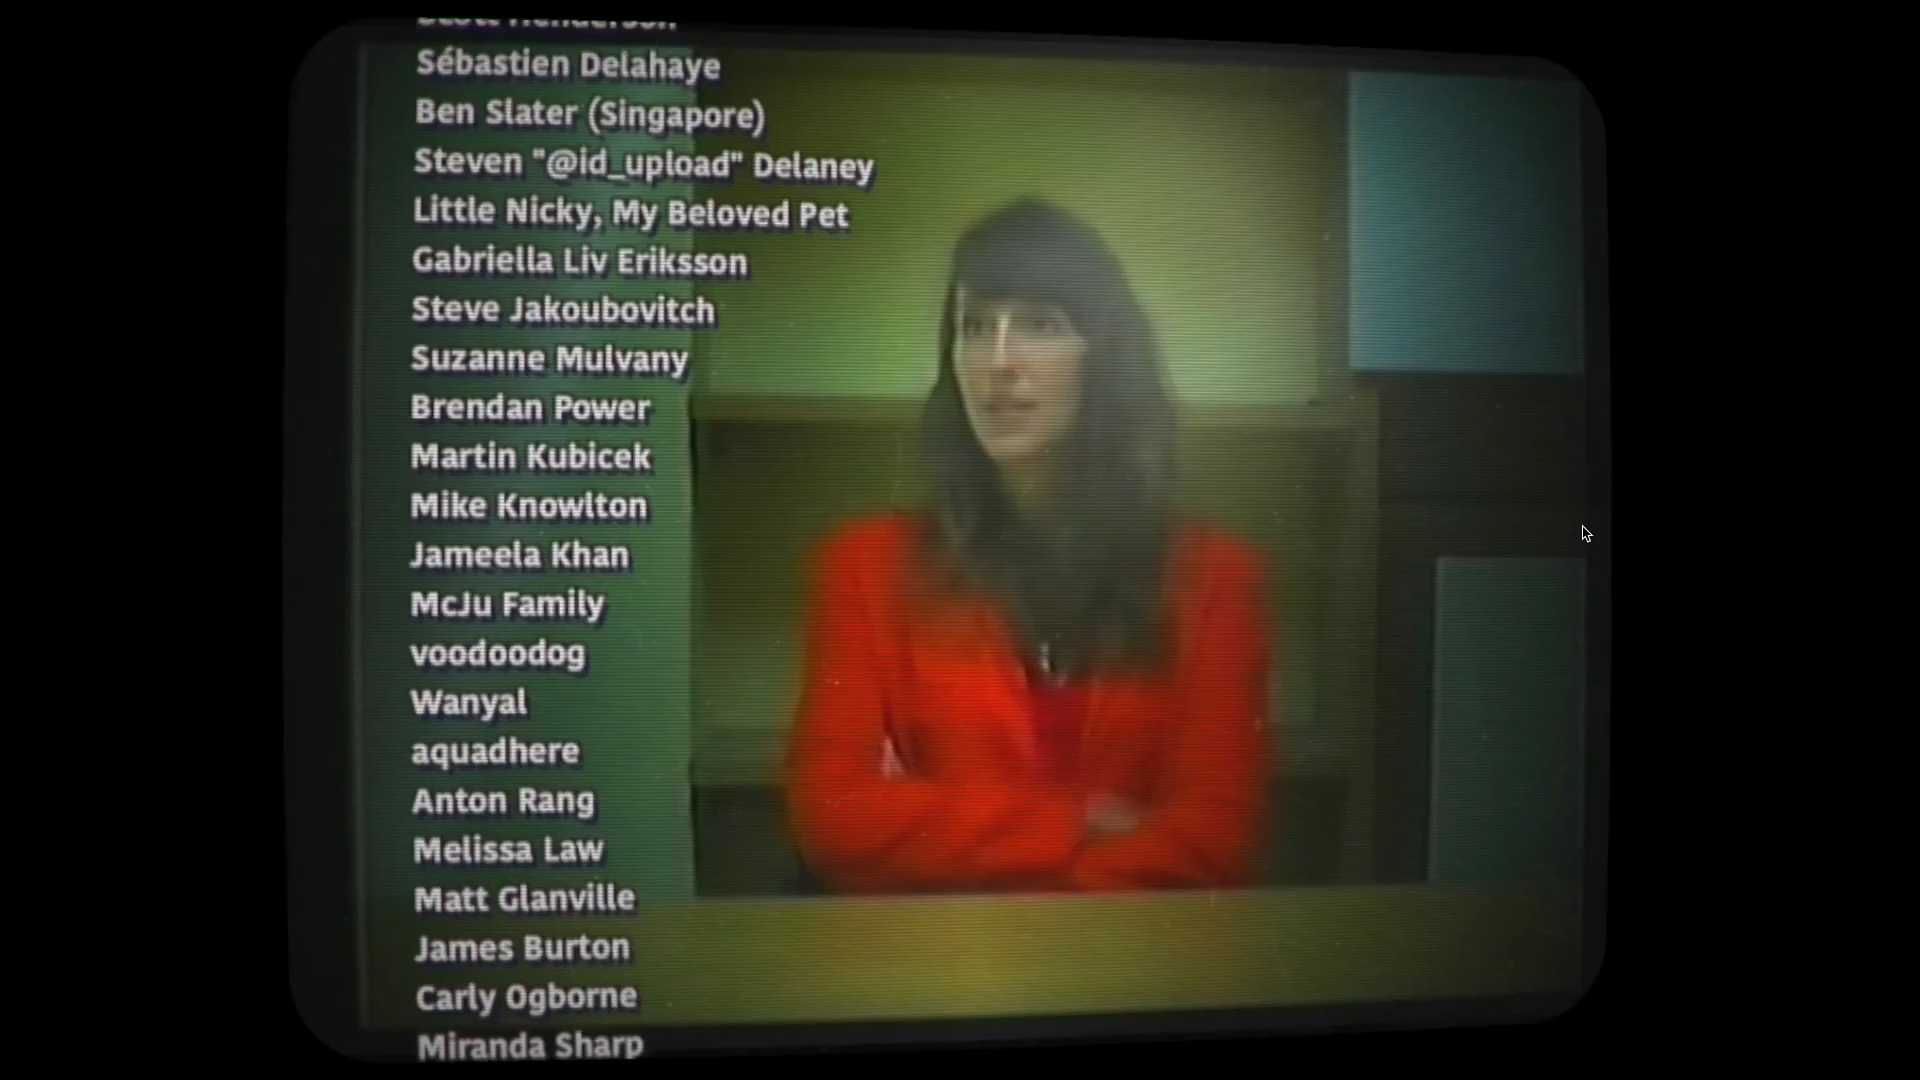 Scott Henderson
Sébastien Delahaye
Ben Slater (Singapore)
Steven "@id_upload" Delaney
Little Nicky, My Beloved Pet
Gabriella Liv Eriksson
Steve Jakoubovitch
Suzanne Mulvany
Brendan Power
Martin Kubicek
Mike Knowlton
Jameela Khan
McJu Family
voodoodog
Wanyal
aquadhere
Anton Rang
Melissa Law
Matt Glanville
James Burton
Carly Ogborne
Miranda Sharp